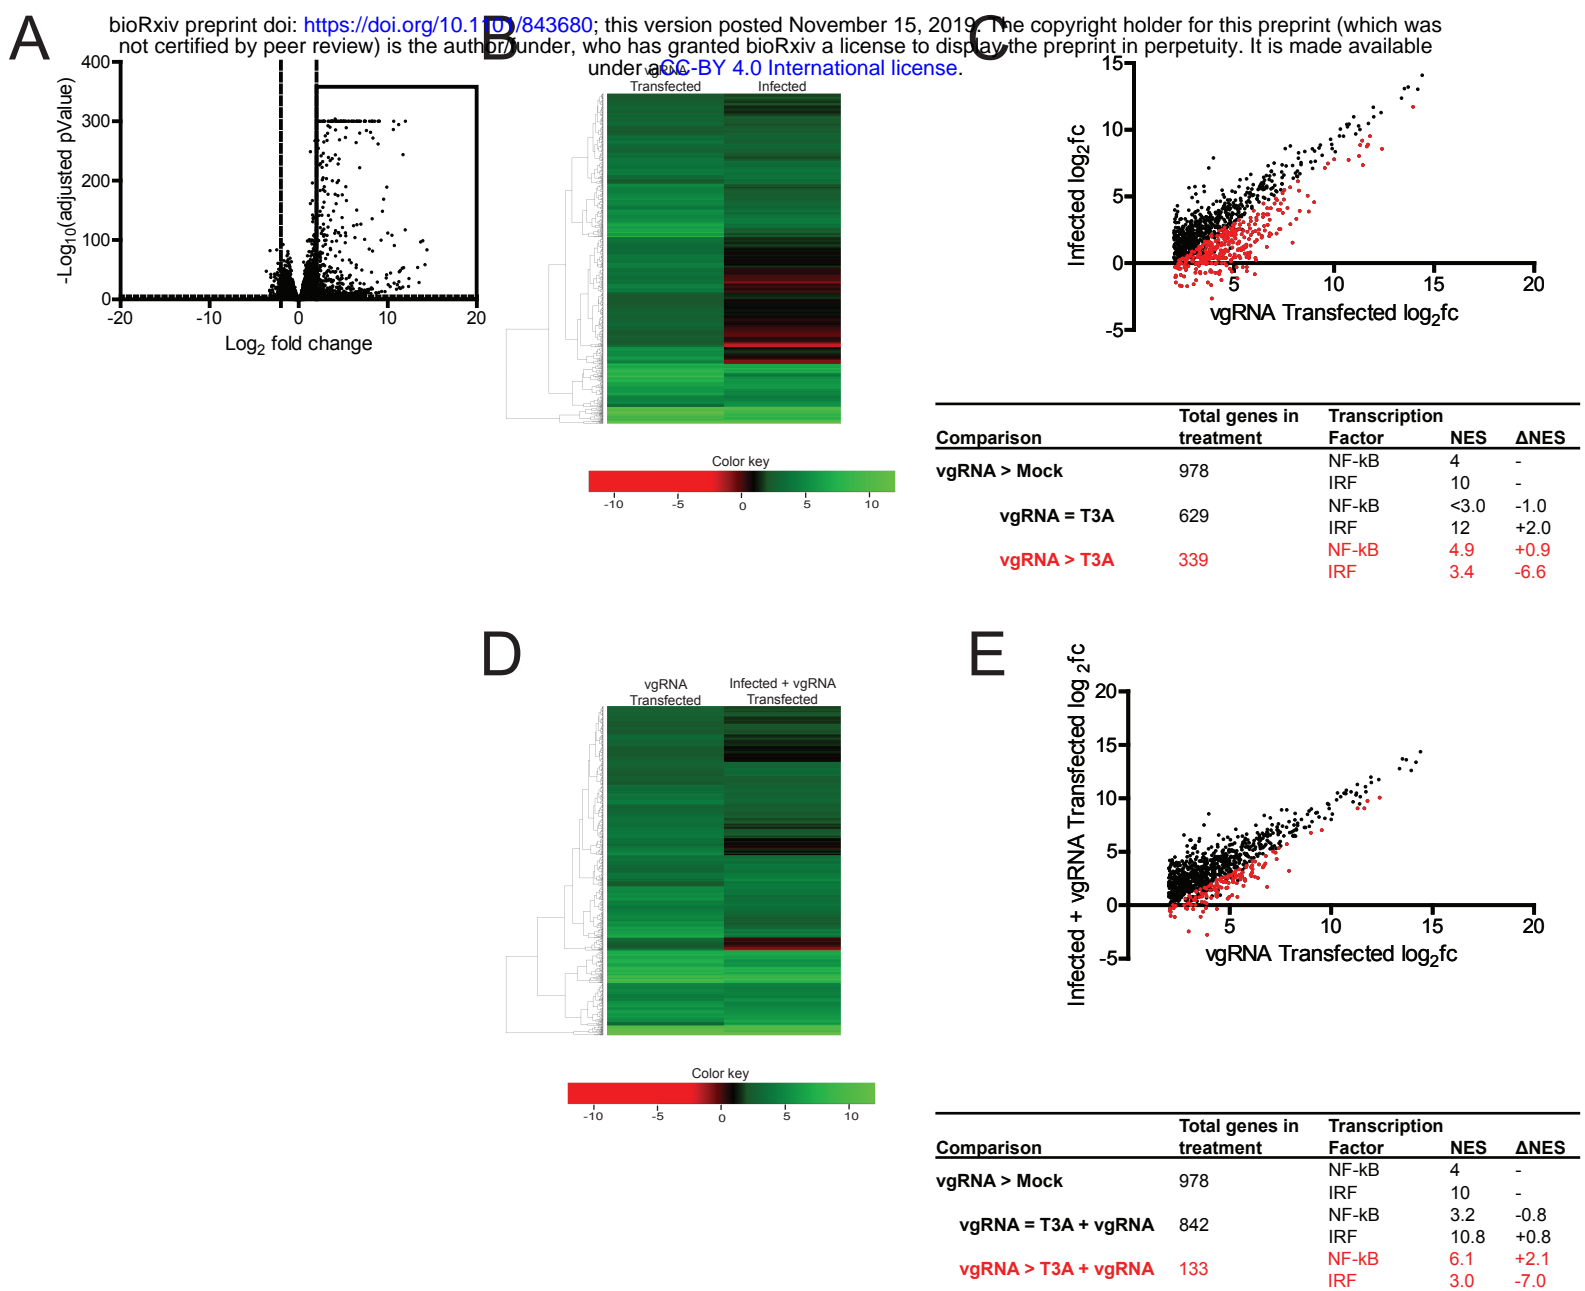 bioRxiv preprint doi: https://doi.org/10.1101/843680; this version posted November 15, 2019. The copyright holder for this preprint (which was
not certified by peer review) is the author/funder, who has granted bioRxiv a license to display the preprint in perpetuity. It is made available
under aCC-BY 4.0 International license.
A
400
300
200
100
0
-20
-10
0
10
20
-Log10(adjusted pValue)
Log2 fold change
B
vgRNA
Transfected
Infected
Color key
-10
-5
0
5
10
C
15
10
5
0
-5
5
10
15
20
Infected log2fc
vgRNA Transfected log2fc
Total genes in Transcription
Comparison treatment Factor NES ΔNES
vgRNA > Mock 978 NF-kB 4 -
IRF 10 -
vgRNA = T3A 629 NF-kB <3.0 -1.0
IRF 12 +2.0
vgRNA > T3A 339 NF-kB 4.9 +0.9
IRF 3.4 -6.6
D
vgRNA
Transfected
Infected + vgRNA
Transfected
Color key
-10
-5
0
5
10
E
20
15
10
5
0
-5
5
10
15
20
Infected + vgRNA Transfected log2fc
vgRNA Transfected log2fc
Total genes in Transcription
Comparison treatment Factor NES ΔNES
vgRNA > Mock 978 NF-kB 4 -
IRF 10 -
vgRNA = T3A + vgRNA 842 NF-kB 3.2 -0.8
IRF 10.8 +0.8
vgRNA > T3A + vgRNA 133 NF-kB 6.1 +2.1
IRF 3.0 -7.0